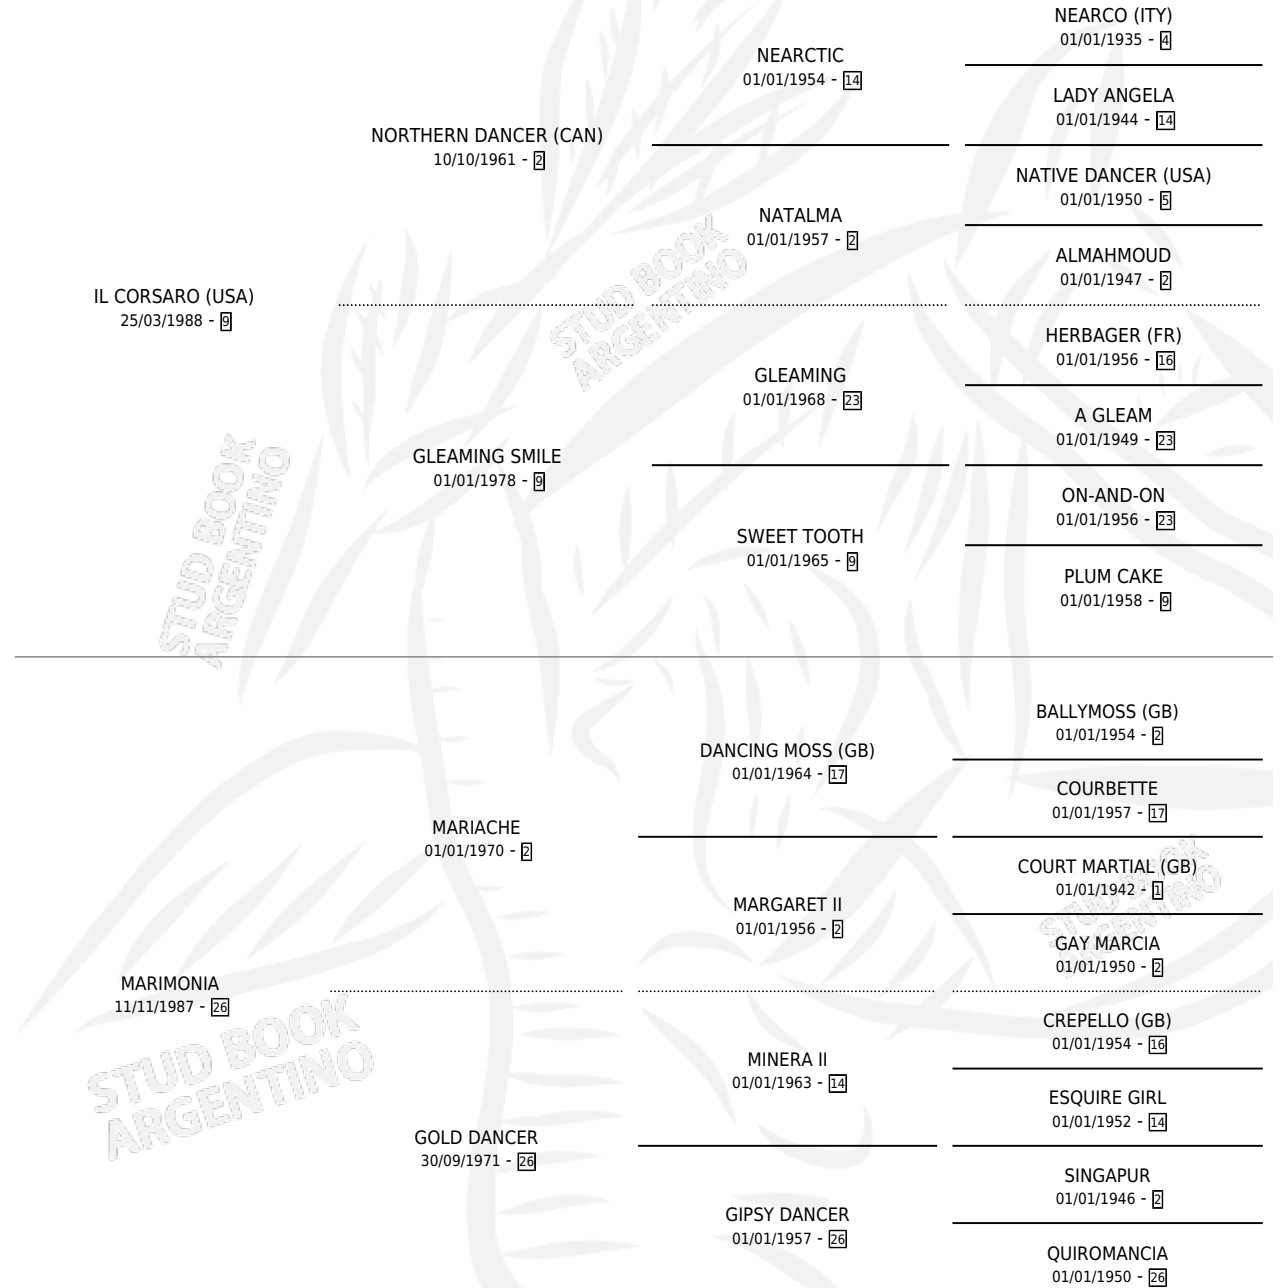 NEARCO (ITY)
01/01/1935 - 4
NEARCTIC
01/01/1954 - 14
LADY ANGELA
01/01/1944 - 14
NORTHERN DANCER (CAN)
10/10/1961 - 2
NATIVE DANCER (USA)
01/01/1950 - 5
NATALMA
01/01/1957 - 2
ALMAHMOUD
01/01/1947 - 2
IL CORSARO (USA)
25/03/1988 - 9
STUD BOOK
ARGENTINO
HERBAGER (FR)
01/01/1956 - 16
GLEAMING
01/01/1968 - 23
A GLEAM
01/01/1949 - 23
GLEAMING SMILE
01/01/1978 - 9
ON-AND-ON
01/01/1956 - 23
SWEET TOOTH
01/01/1965 - 9
PLUM CAKE
01/01/1958 - 9
STUD BOOK
ARGENTINO
BALLYMOSS (GB)
01/01/1954 - 2
DANCING MOSS (GB)
01/01/1964 - 17
COURBETTE
01/01/1957 - 17
MARIACHE
01/01/1970 - 2
COURT MARTIAL (GB)
01/01/1942 - 1
MARGARET II
01/01/1956 - 2
STUD BOOK
ARGENTINO
GAY MARCIA
01/01/1950 - 2
MARIMONIA
11/11/1987 - 26
STUD BOOK
ARGENTINO
CREPELLO (GB)
01/01/1954 - 16
MINERA II
01/01/1963 - 14
ESQUIRE GIRL
01/01/1952 - 14
GOLD DANCER
30/09/1971 - 26
SINGAPUR
01/01/1946 - 2
GIPSY DANCER
01/01/1957 - 26
QUIROMANCIA
01/01/1950 - 26